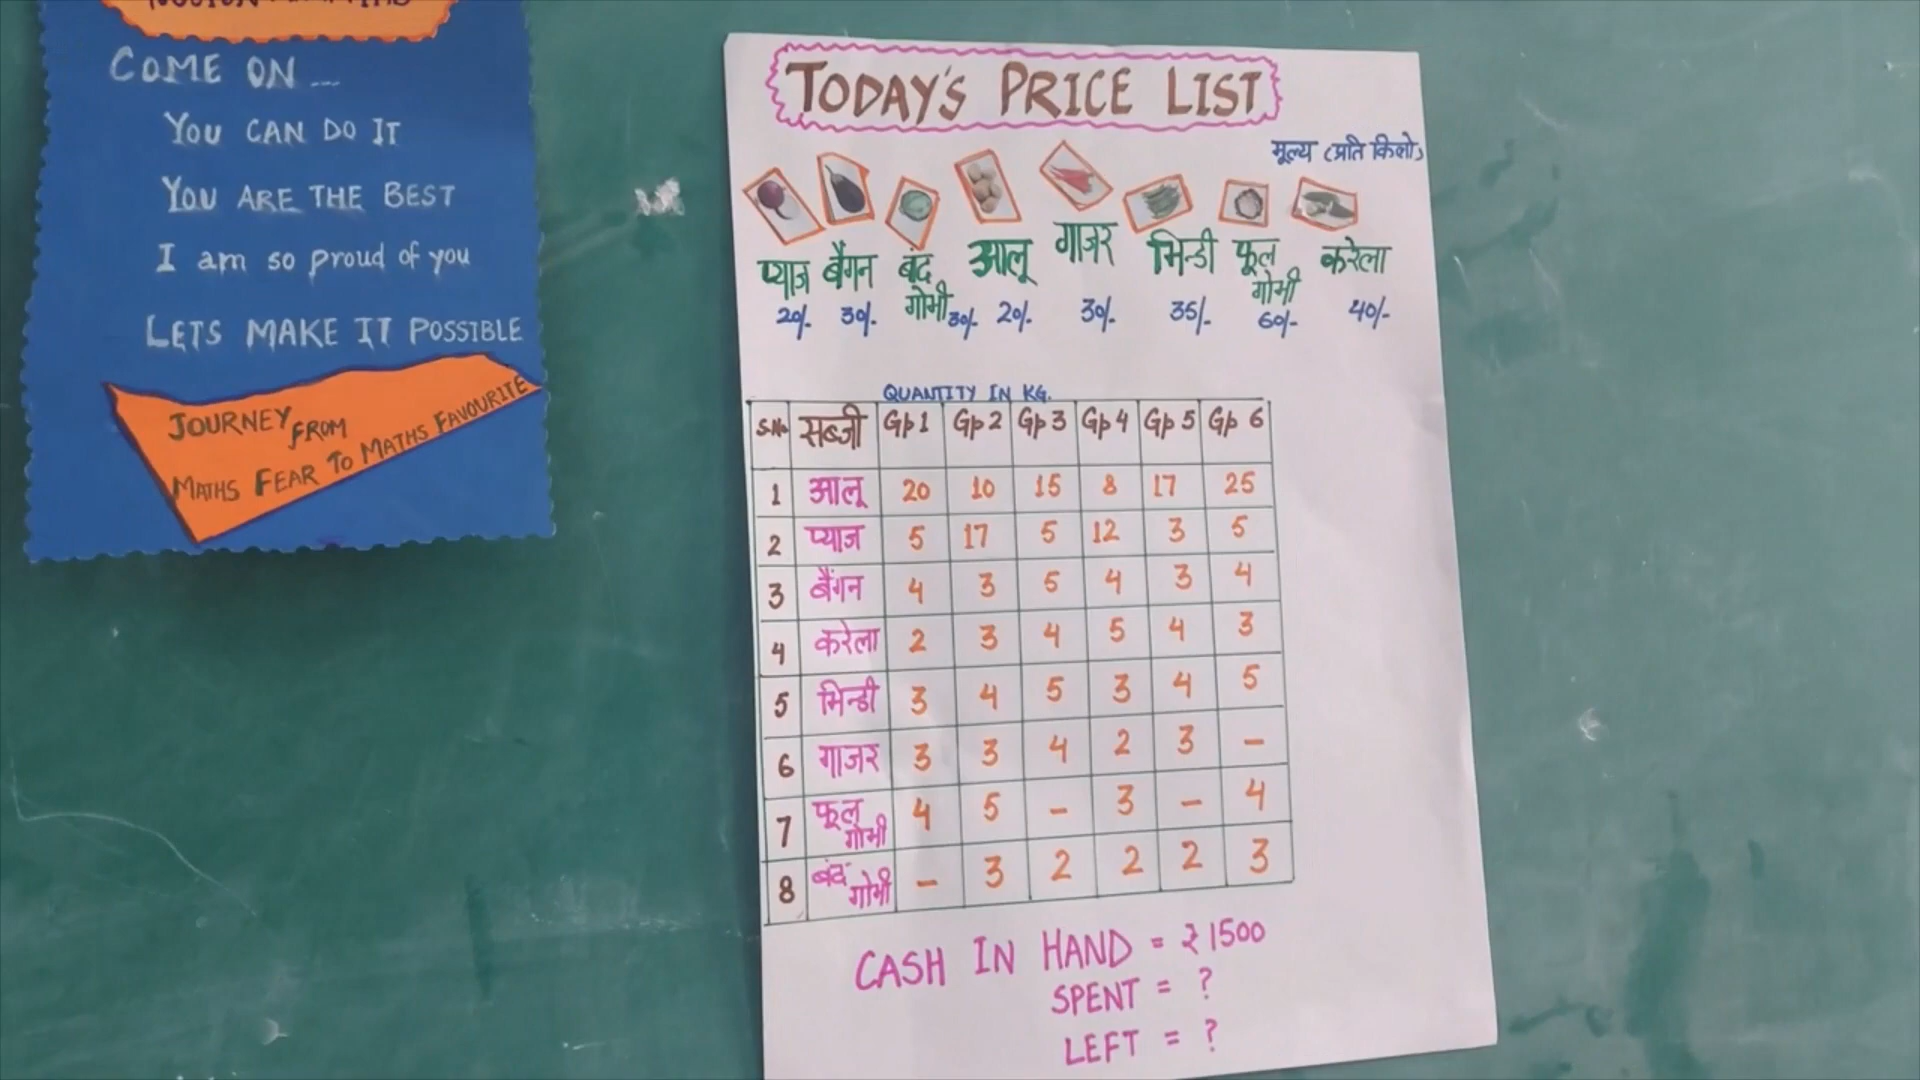 COME ON ...
YOU CAN DO IT
YOU ARE THE BEST
I am so proud of you
LETS MAKE IT POSSIBLE
JOURNEY FROM
MATHS FEAR TO MATHS FAVOURITE
TODAY'S PRICE LIST
मूल्य (प्रति किलो)
प्याज बैंगन बंद गोभी आलू गाजर भिन्डी फूल गोभी करेला
20/- 30/- 30/- 20/- 30/- 35/- 60/- 40/-
QUANTITY IN KG.
S.No. सब्जी Gp 1 Gp 2 Gp 3 Gp 4 Gp 5 Gp 6
1 आलू 20 10 15 8 17 25
2 प्याज 5 17 5 12 3 5
3 बैंगन 4 3 5 4 3 4
4 करेला 2 3 4 5 4 3
5 भिन्डी 3 4 5 3 4 5
6 गाजर 3 3 4 2 3 -
7 फूल गोभी 4 5 - 3 - 4
8 बंद गोभी - 3 2 2 2 3
CASH IN HAND = ₹1500
SPENT = ?
LEFT = ?